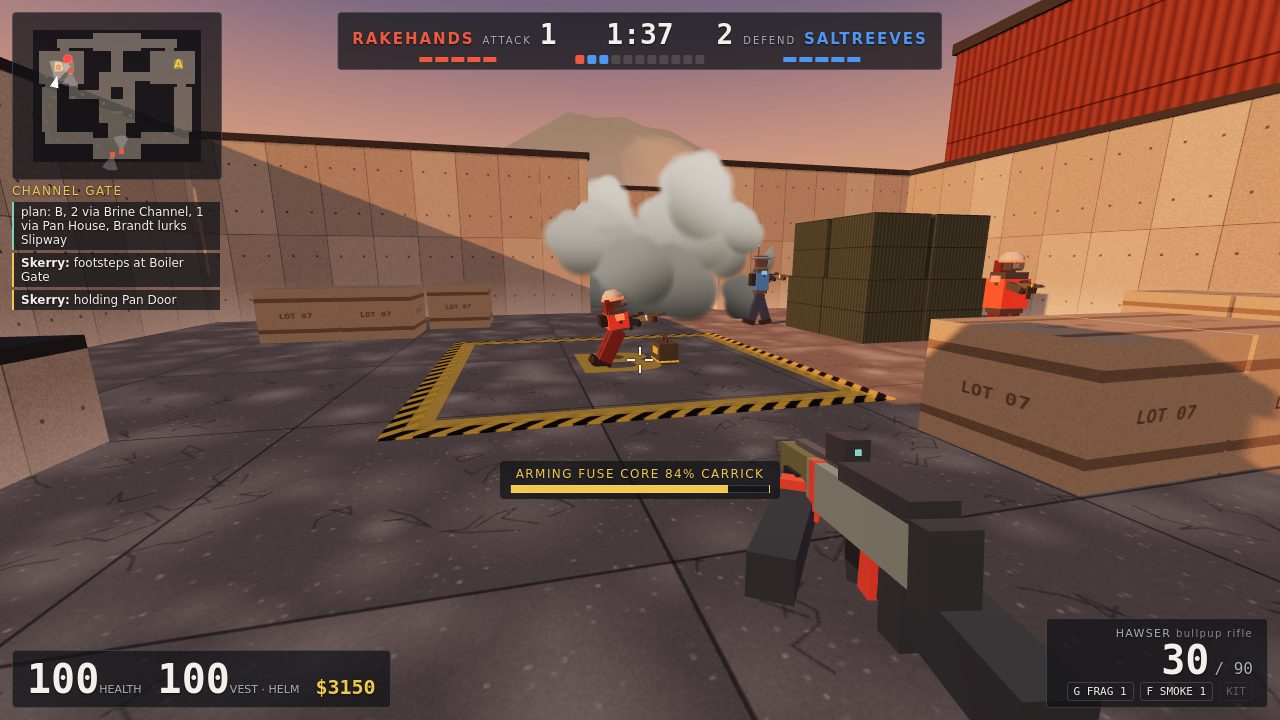 RAKEHANDS ATTACK 1 1:37 2 DEFEND SALTREEVES
B
A
CHANNEL GATE
plan: B, 2 via Brine Channel, 1
via Pan House, Brandt lurks
Slipway
Skerry: footsteps at Boiler
Gate
Skerry: holding Pan Door
LOT 07
LOT 07
LOT 07
LOT 07
LOT 07
ARMING FUSE CORE 84% CARRICK
100 HEALTH 100 VEST · HELM $3150
HAWSER bullpup rifle
30 / 90
G FRAG 1 F SMOKE 1 KIT